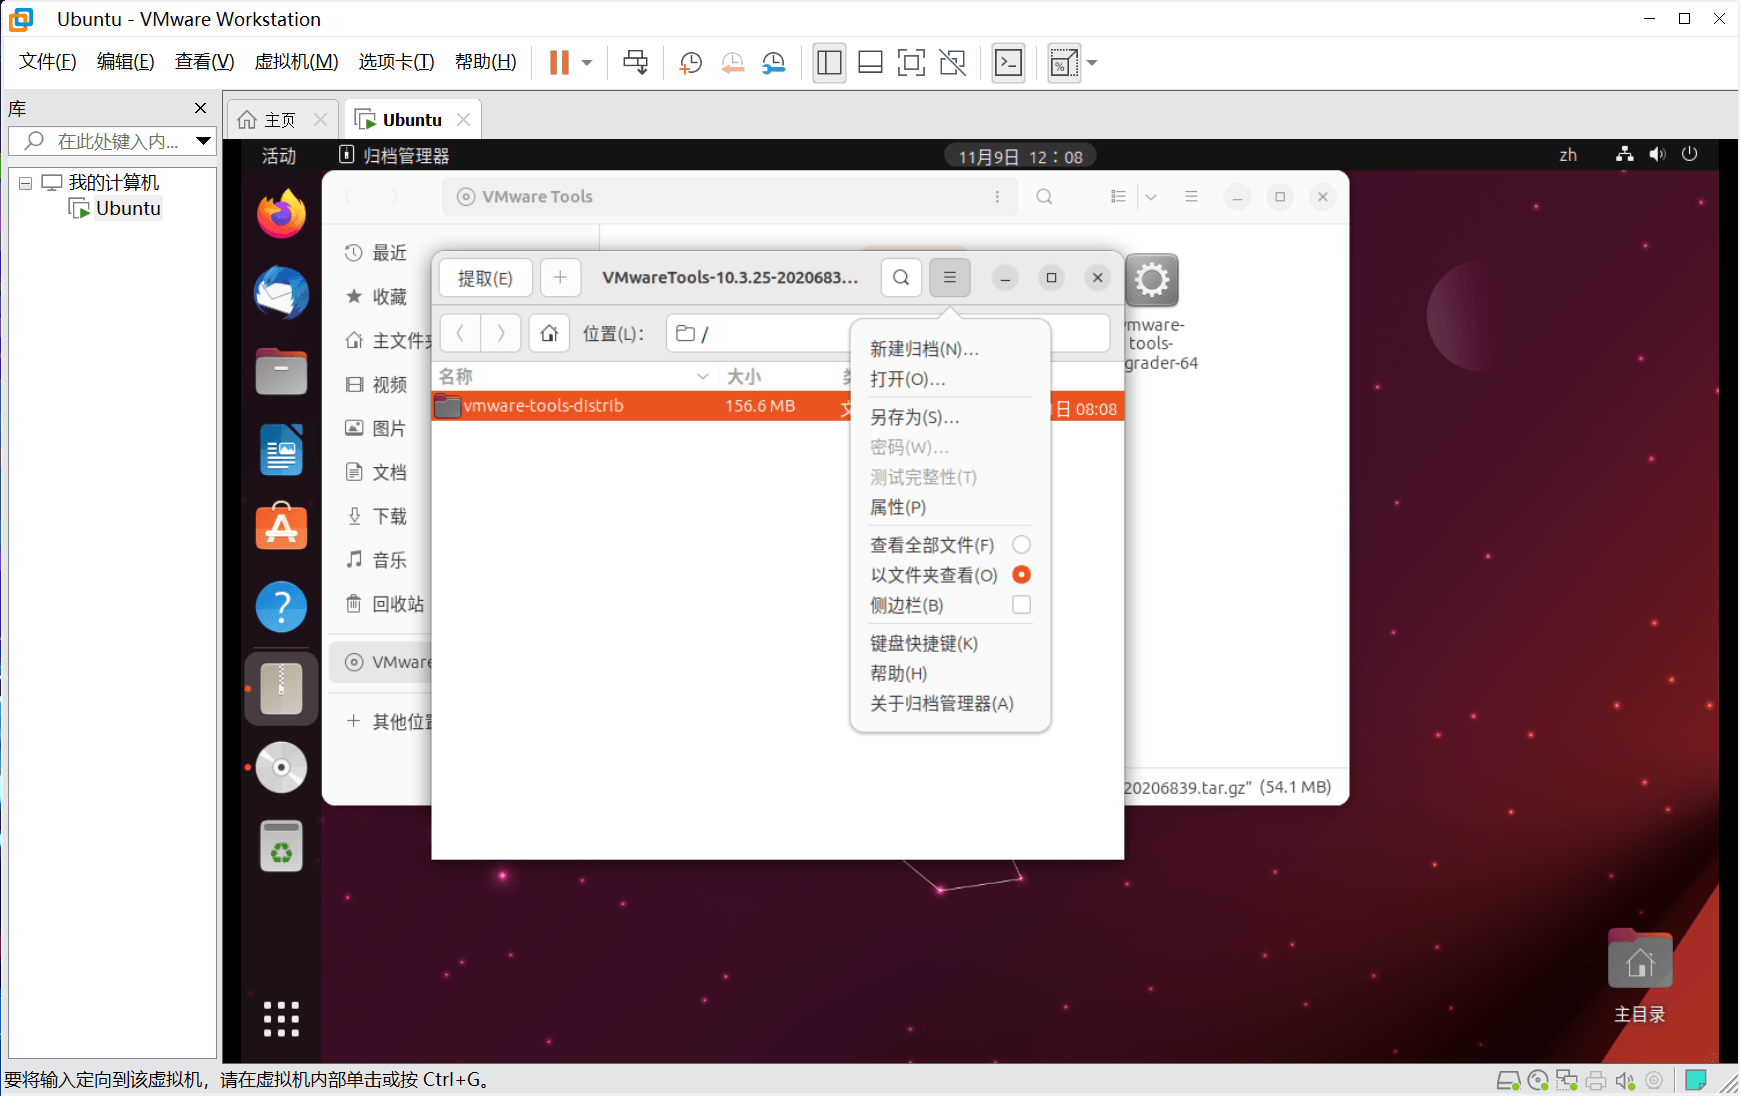 Ubuntu - VMware Workstation
文件(F) 编辑(E) 查看(V) 虚拟机(M) 选项卡(T) 帮助(H)
库
在此处键入内...
主页
Ubuntu
我的计算机
Ubuntu
活动
归档管理器
11月9日 12：08
zh
VMware Tools
最近
收藏
主文件夹
视频
图片
文档
下载
音乐
回收站
VMware
其他位置
提取(E)
VMwareTools-10.3.25-2020683...
位置(L):
/
名称 大小
vmware-tools-distrib 156.6 MB 日 08:08
新建归档(N)...
打开(O)...
另存为(S)...
密码(W)...
测试完整性(T)
属性(P)
查看全部文件(F)
以文件夹查看(O)
侧边栏(B)
键盘快捷键(K)
帮助(H)
关于归档管理器(A)
vmware-
tools-
grader-64
20206839.tar.gz” (54.1 MB)
主目录
要将输入定向到该虚拟机，请在虚拟机内部单击或按 Ctrl+G。